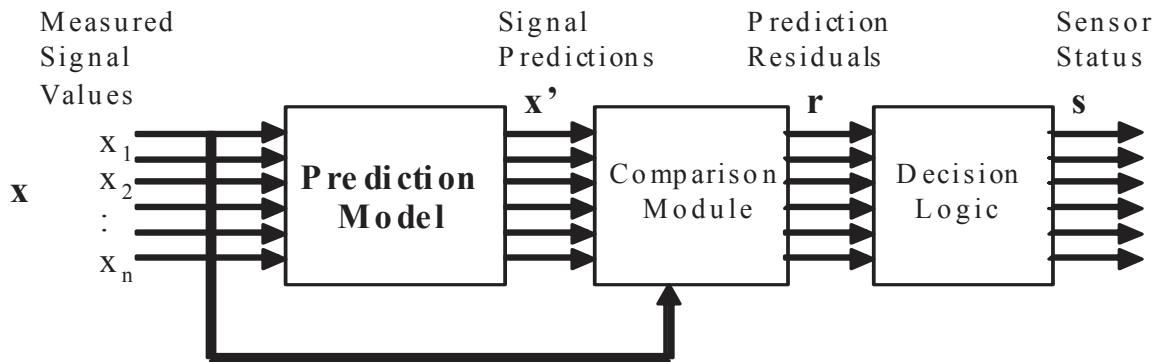 Measured
Signal
Values
Signal
Predictions
Prediction
Residuals
Sensor
Status
x
x1
x2
:
xn
Prediction
Model
x’
Comparison
Module
r
Decision
Logic
s